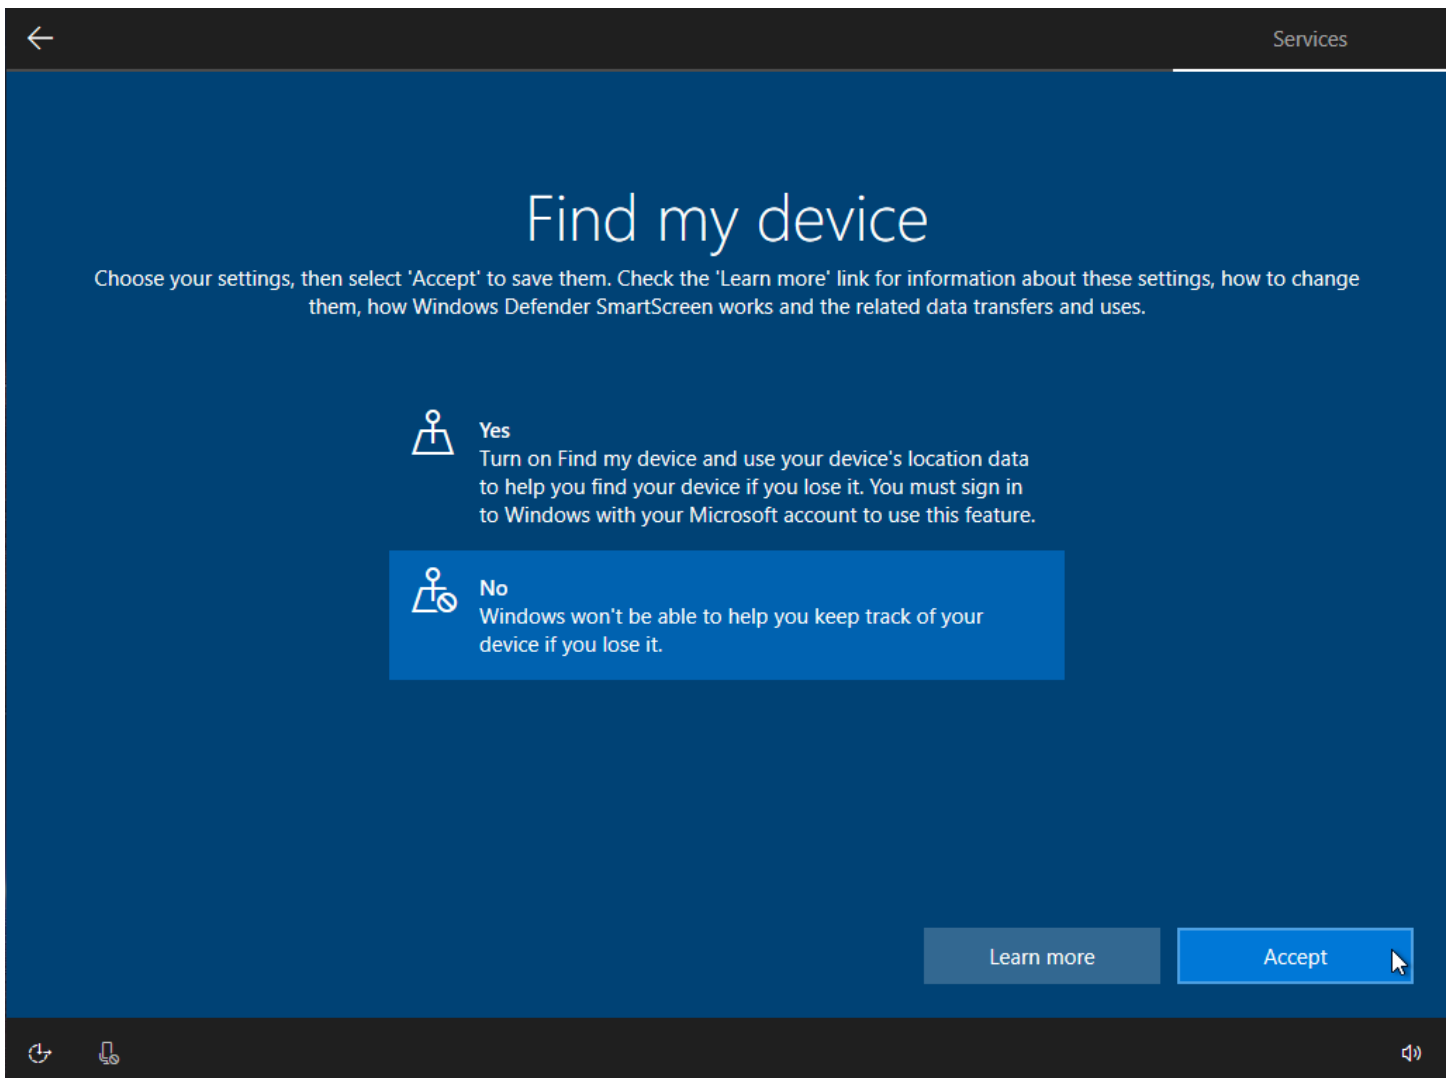 Services
Find my device
Choose your settings, then select 'Accept' to save them. Check the 'Learn more' link for information about these settings, how to change
them, how Windows Defender SmartScreen works and the related data transfers and uses.
Yes
Turn on Find my device and use your device's location data
to help you find your device if you lose it. You must sign in
to Windows with your Microsoft account to use this feature.
No
Windows won't be able to help you keep track of your
device if you lose it.
Learn more
Accept